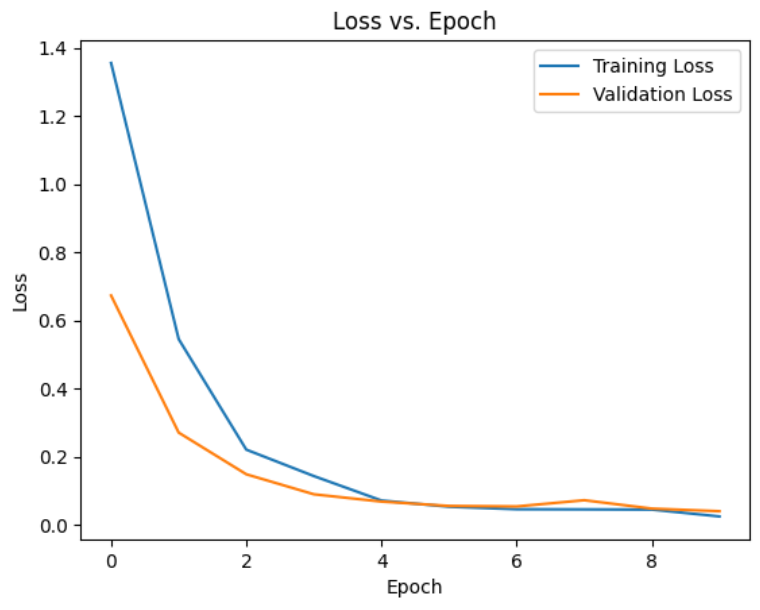 Loss vs. Epoch
1.4
1.2
1.0
0.8
0.6
0.4
0.2
0.0
Loss
Training Loss
Validation Loss
0 2 4 6 8
Epoch